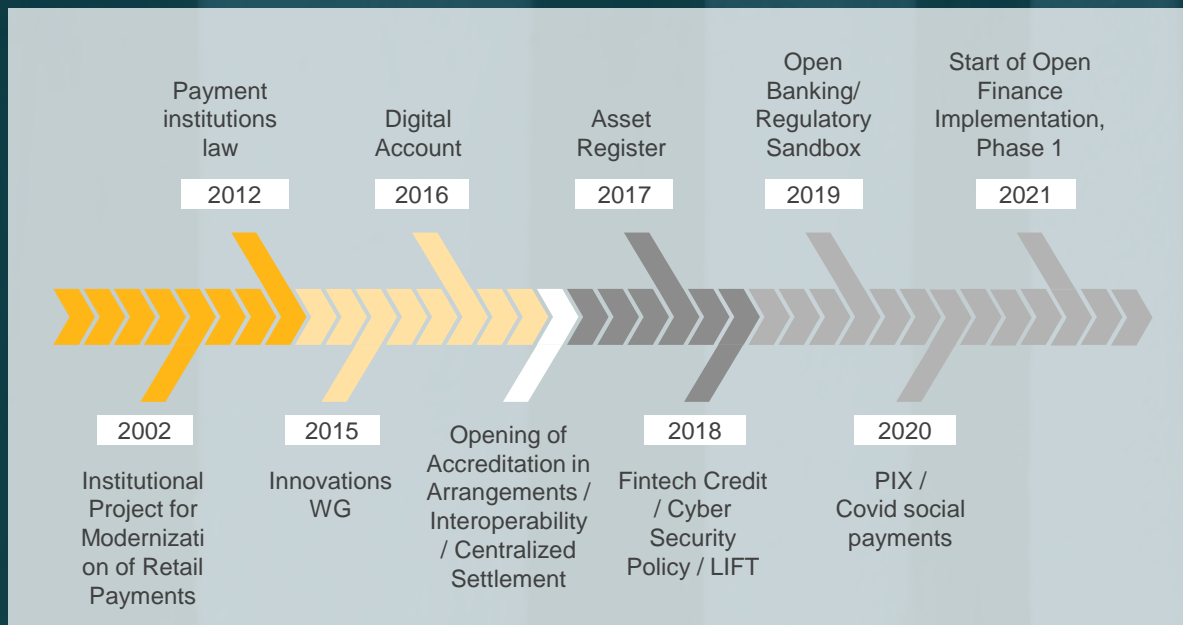 Payment
institutions
law
2012
Digital
Account
2016
Asset
Register
2017
Open
Banking/
Regulatory
Sandbox
2019
Start of Open
Finance
Implementation,
Phase 1
2021
2002
Institutional
Project for
Modernizati
on of Retail
Payments
2015
Innovations
WG
Opening of
Accreditation in
Arrangements /
Interoperability
/ Centralized
Settlement
2018
Fintech Credit
/ Cyber
Security
Policy / LIFT
2020
PIX /
Covid social
payments